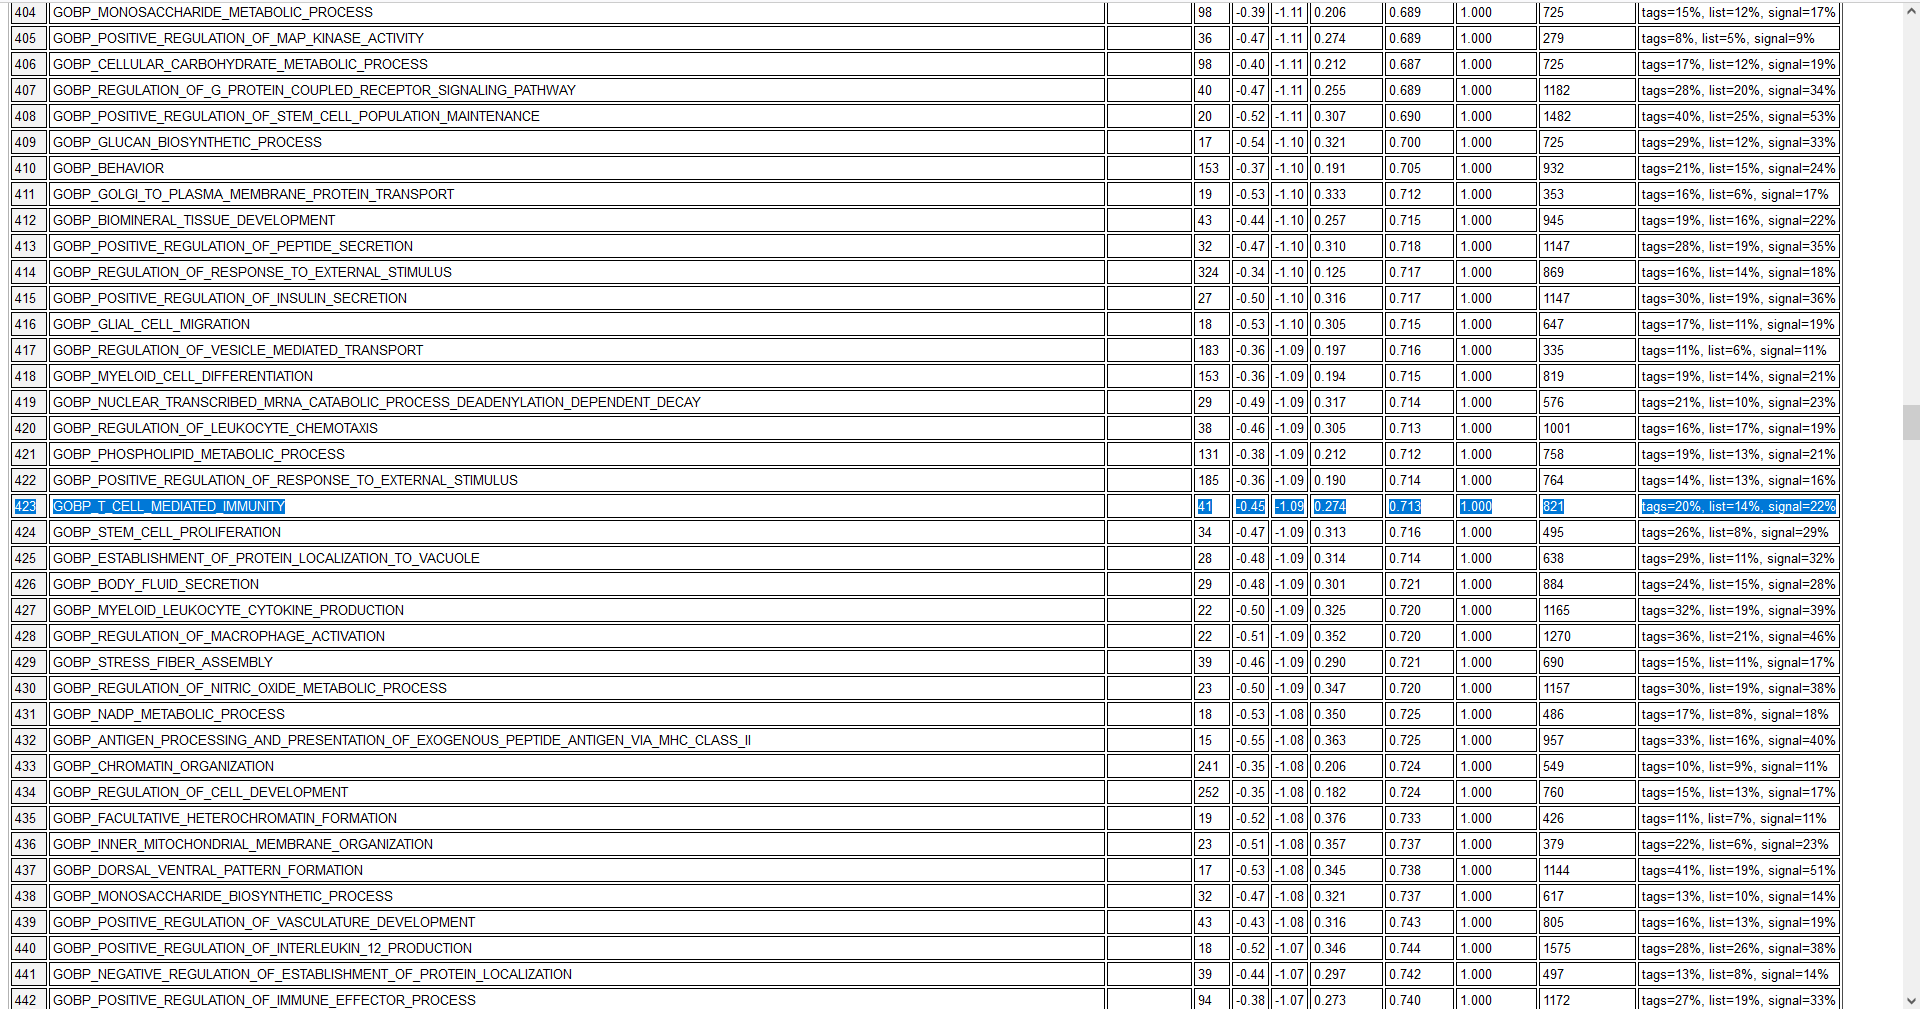 404 GOBP_MONOSACCHARIDE_METABOLIC_PROCESS 98 -0.39 -1.11 0.206 0.689 1.000 725 tags=15%, list=12%, signal=17%
405 GOBP_POSITIVE_REGULATION_OF_MAP_KINASE_ACTIVITY 36 -0.47 -1.11 0.274 0.689 1.000 279 tags=8%, list=5%, signal=9%
406 GOBP_CELLULAR_CARBOHYDRATE_METABOLIC_PROCESS 98 -0.40 -1.11 0.212 0.687 1.000 725 tags=17%, list=12%, signal=19%
407 GOBP_REGULATION_OF_G_PROTEIN_COUPLED_RECEPTOR_SIGNALING_PATHWAY 40 -0.47 -1.11 0.255 0.689 1.000 1182 tags=28%, list=20%, signal=34%
408 GOBP_POSITIVE_REGULATION_OF_STEM_CELL_POPULATION_MAINTENANCE 20 -0.52 -1.11 0.307 0.690 1.000 1482 tags=40%, list=25%, signal=53%
409 GOBP_GLUCAN_BIOSYNTHETIC_PROCESS 17 -0.54 -1.10 0.321 0.700 1.000 725 tags=29%, list=12%, signal=33%
410 GOBP_BEHAVIOR 153 -0.37 -1.10 0.191 0.705 1.000 932 tags=21%, list=15%, signal=24%
411 GOBP_GOLGI_TO_PLASMA_MEMBRANE_PROTEIN_TRANSPORT 19 -0.53 -1.10 0.333 0.712 1.000 353 tags=16%, list=6%, signal=17%
412 GOBP_BIOMINERAL_TISSUE_DEVELOPMENT 43 -0.44 -1.10 0.257 0.715 1.000 945 tags=19%, list=16%, signal=22%
413 GOBP_POSITIVE_REGULATION_OF_PEPTIDE_SECRETION 32 -0.47 -1.10 0.310 0.718 1.000 1147 tags=28%, list=19%, signal=35%
414 GOBP_REGULATION_OF_RESPONSE_TO_EXTERNAL_STIMULUS 324 -0.34 -1.10 0.125 0.717 1.000 869 tags=16%, list=14%, signal=18%
415 GOBP_POSITIVE_REGULATION_OF_INSULIN_SECRETION 27 -0.50 -1.10 0.316 0.717 1.000 1147 tags=30%, list=19%, signal=36%
416 GOBP_GLIAL_CELL_MIGRATION 18 -0.53 -1.10 0.305 0.715 1.000 647 tags=17%, list=11%, signal=19%
417 GOBP_REGULATION_OF_VESICLE_MEDIATED_TRANSPORT 183 -0.36 -1.09 0.197 0.716 1.000 335 tags=11%, list=6%, signal=11%
418 GOBP_MYELOID_CELL_DIFFERENTIATION 153 -0.36 -1.09 0.194 0.715 1.000 819 tags=19%, list=14%, signal=21%
419 GOBP_NUCLEAR_TRANSCRIBED_MRNA_CATABOLIC_PROCESS_DEADENYLATION_DEPENDENT_DECAY 29 -0.49 -1.09 0.317 0.714 1.000 576 tags=21%, list=10%, signal=23%
420 GOBP_REGULATION_OF_LEUKOCYTE_CHEMOTAXIS 38 -0.46 -1.09 0.305 0.713 1.000 1001 tags=16%, list=17%, signal=19%
421 GOBP_PHOSPHOLIPID_METABOLIC_PROCESS 131 -0.38 -1.09 0.212 0.712 1.000 758 tags=19%, list=13%, signal=21%
422 GOBP_POSITIVE_REGULATION_OF_RESPONSE_TO_EXTERNAL_STIMULUS 185 -0.36 -1.09 0.190 0.714 1.000 764 tags=14%, list=13%, signal=16%
423 GOBP_T_CELL_MEDIATED_IMMUNITY 41 -0.45 -1.09 0.274 0.713 1.000 821 tags=20%, list=14%, signal=22%
424 GOBP_STEM_CELL_PROLIFERATION 34 -0.47 -1.09 0.313 0.716 1.000 495 tags=26%, list=8%, signal=29%
425 GOBP_ESTABLISHMENT_OF_PROTEIN_LOCALIZATION_TO_VACUOLE 28 -0.48 -1.09 0.314 0.714 1.000 638 tags=29%, list=11%, signal=32%
426 GOBP_BODY_FLUID_SECRETION 29 -0.48 -1.09 0.301 0.721 1.000 884 tags=24%, list=15%, signal=28%
427 GOBP_MYELOID_LEUKOCYTE_CYTOKINE_PRODUCTION 22 -0.50 -1.09 0.325 0.720 1.000 1165 tags=32%, list=19%, signal=39%
428 GOBP_REGULATION_OF_MACROPHAGE_ACTIVATION 22 -0.51 -1.09 0.352 0.720 1.000 1270 tags=36%, list=21%, signal=46%
429 GOBP_STRESS_FIBER_ASSEMBLY 39 -0.46 -1.09 0.290 0.721 1.000 690 tags=15%, list=11%, signal=17%
430 GOBP_REGULATION_OF_NITRIC_OXIDE_METABOLIC_PROCESS 23 -0.50 -1.09 0.347 0.720 1.000 1157 tags=30%, list=19%, signal=38%
431 GOBP_NADP_METABOLIC_PROCESS 18 -0.53 -1.08 0.350 0.725 1.000 486 tags=17%, list=8%, signal=18%
432 GOBP_ANTIGEN_PROCESSING_AND_PRESENTATION_OF_EXOGENOUS_PEPTIDE_ANTIGEN_VIA_MHC_CLASS_II 15 -0.55 -1.08 0.363 0.725 1.000 957 tags=33%, list=16%, signal=40%
433 GOBP_CHROMATIN_ORGANIZATION 241 -0.35 -1.08 0.206 0.724 1.000 549 tags=10%, list=9%, signal=11%
434 GOBP_REGULATION_OF_CELL_DEVELOPMENT 252 -0.35 -1.08 0.182 0.724 1.000 760 tags=15%, list=13%, signal=17%
435 GOBP_FACULTATIVE_HETEROCHROMATIN_FORMATION 19 -0.52 -1.08 0.376 0.733 1.000 426 tags=11%, list=7%, signal=11%
436 GOBP_INNER_MITOCHONDRIAL_MEMBRANE_ORGANIZATION 23 -0.51 -1.08 0.357 0.737 1.000 379 tags=22%, list=6%, signal=23%
437 GOBP_DORSAL_VENTRAL_PATTERN_FORMATION 17 -0.53 -1.08 0.345 0.738 1.000 1144 tags=41%, list=19%, signal=51%
438 GOBP_MONOSACCHARIDE_BIOSYNTHETIC_PROCESS 32 -0.47 -1.08 0.321 0.737 1.000 617 tags=13%, list=10%, signal=14%
439 GOBP_POSITIVE_REGULATION_OF_VASCULATURE_DEVELOPMENT 43 -0.43 -1.08 0.316 0.743 1.000 805 tags=16%, list=13%, signal=19%
440 GOBP_POSITIVE_REGULATION_OF_INTERLEUKIN_12_PRODUCTION 18 -0.52 -1.07 0.346 0.744 1.000 1575 tags=28%, list=26%, signal=38%
441 GOBP_NEGATIVE_REGULATION_OF_ESTABLISHMENT_OF_PROTEIN_LOCALIZATION 39 -0.44 -1.07 0.297 0.742 1.000 497 tags=13%, list=8%, signal=14%
442 GOBP_POSITIVE_REGULATION_OF_IMMUNE_EFFECTOR_PROCESS 94 -0.38 -1.07 0.273 0.740 1.000 1172 tags=27%, list=19%, signal=33%